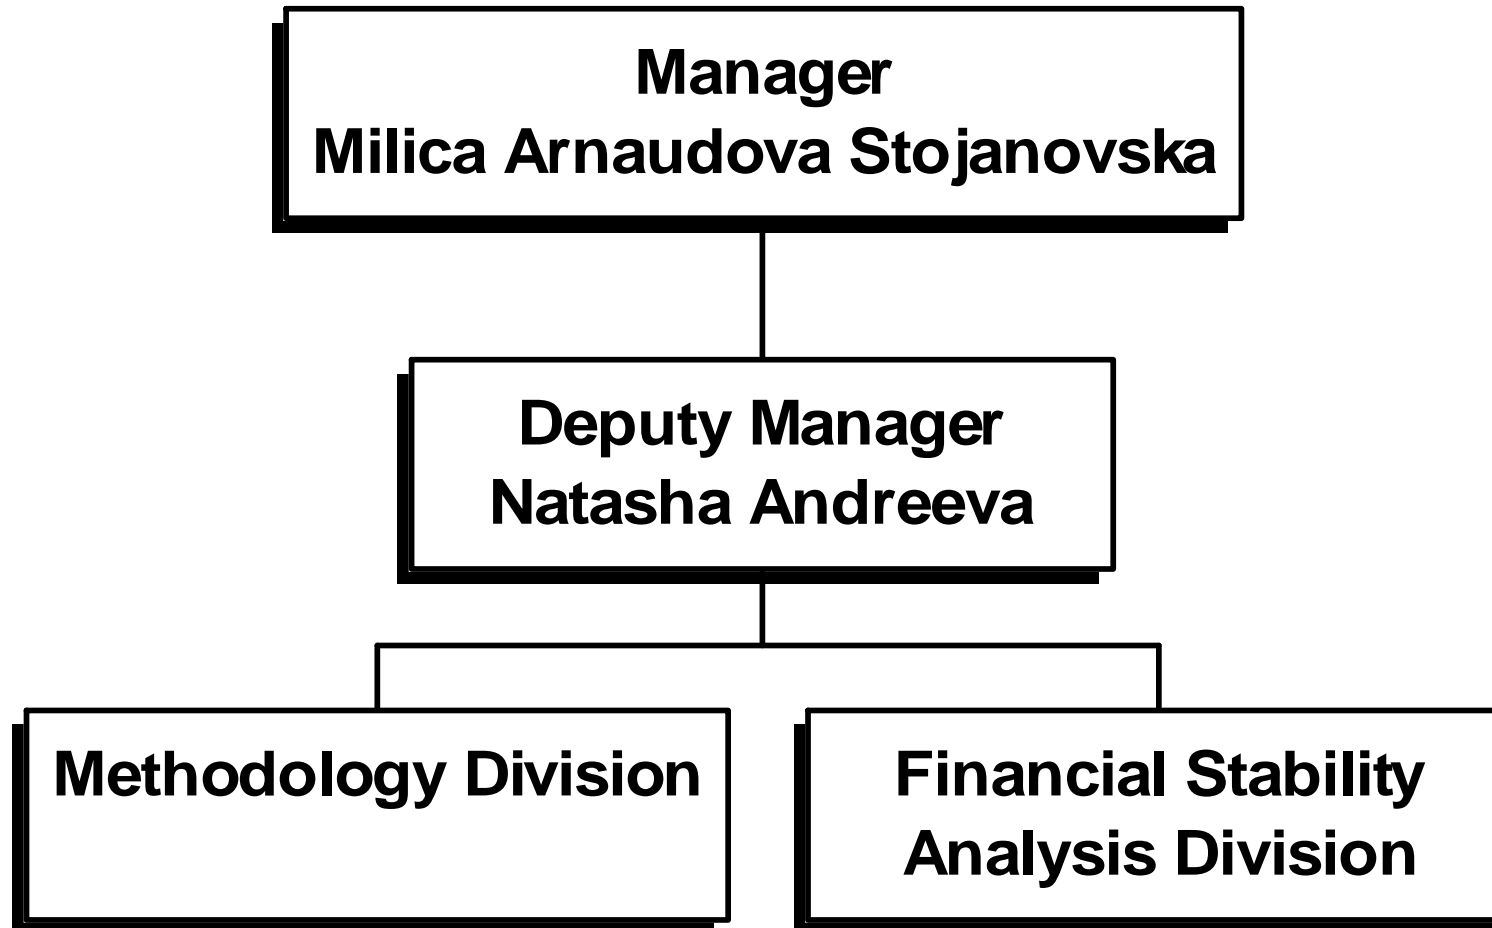 Manager
Milica Arnaudova Stojanovska
Deputy Manager
Natasha Andreeva
Methodology Division
Financial Stability
Analysis Division